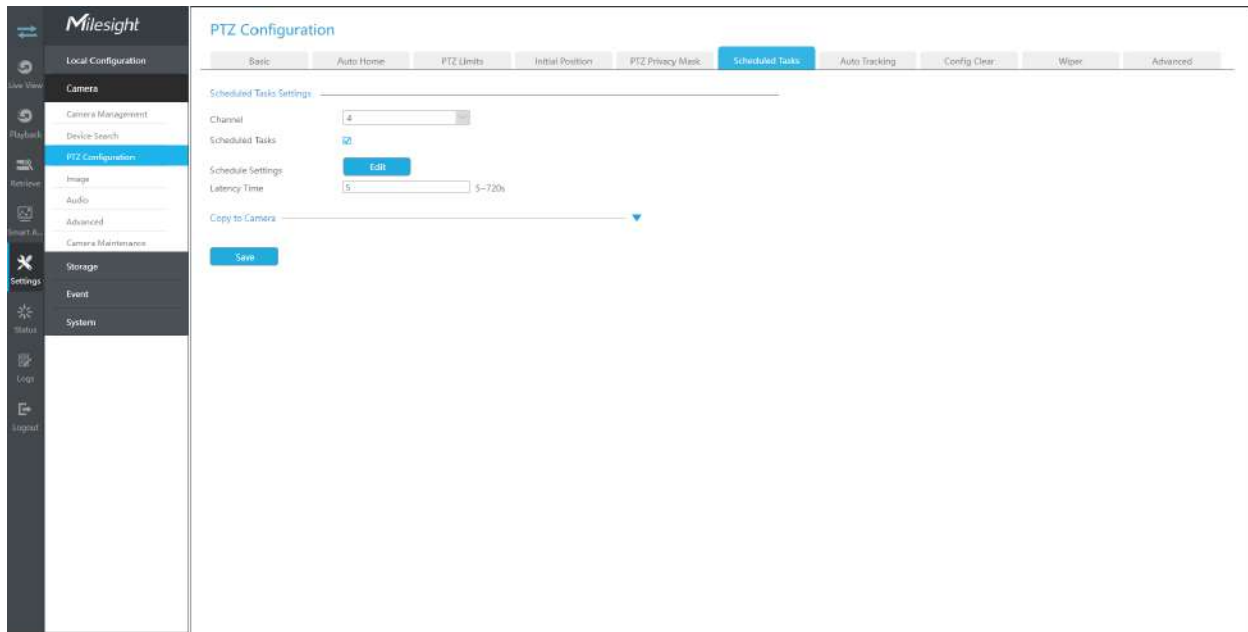 Milesight
Live View
Playback
Retrieve
Smart A...
Settings
Status
Logs
Logout
Local Configuration
Camera
Camera Management
Device Search
PTZ Configuration
Image
Audio
Advanced
Camera Maintenance
Storage
Event
System
PTZ Configuration
Basic Auto Home PTZ Limits Initial Position PTZ Privacy Mask Scheduled Tasks Auto Tracking Config Clear Wiper Advanced
Scheduled Tasks Settings
Channel 4
Scheduled Tasks
Schedule Settings Edit
Latency Time 5 5~720s
Copy to Camera
Save